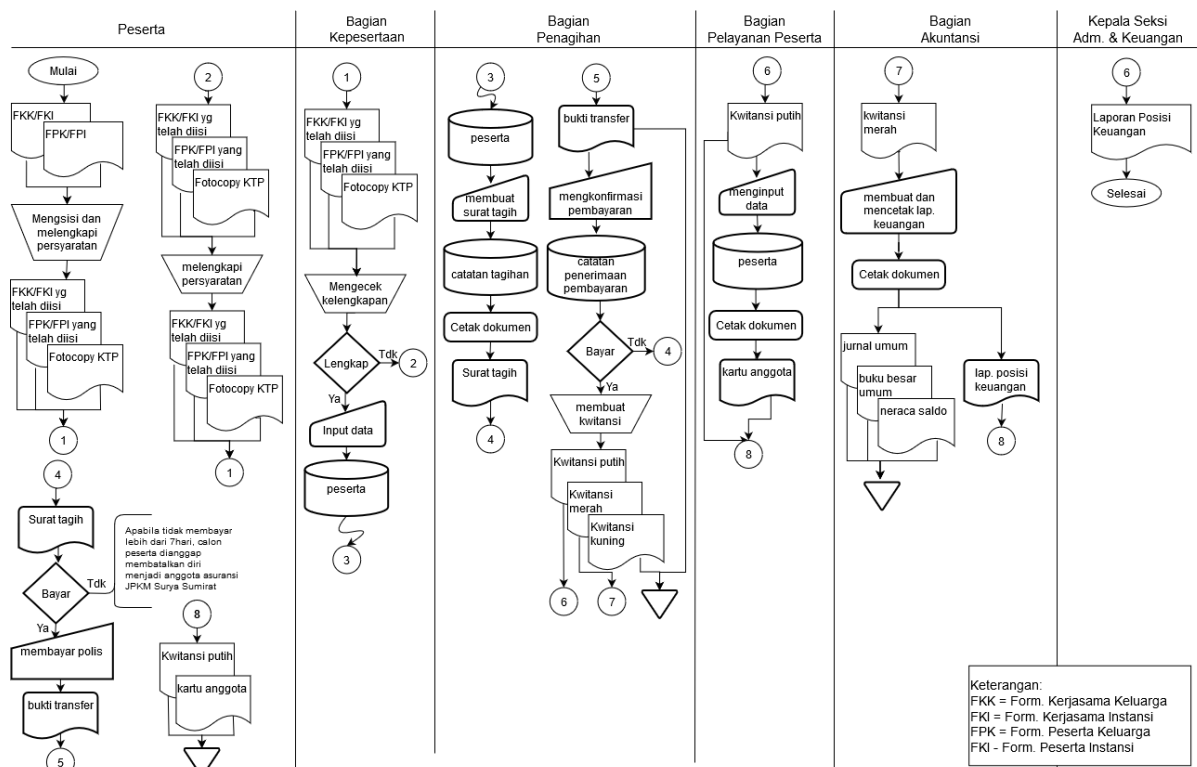 Peserta
Mulai
FKK/FKI
FPK/FPI
Mengsisi dan
melengkapi
persyaratan
FKK/FKI yg
telah diisi
FPK/FPI yang
telah diisi
Fotocopy KTP
1
2
FKK/FKI yg
telah diisi
FPK/FPI yang
telah diisi
Fotocopy KTP
melengkapi
persyaratan
FKK/FKI yg
telah diisi
FPK/FPI yang
telah diisi
Fotocopy KTP
1
4
Surat tagih
Bayar
Tdk
Apabila tidak membayar
lebih dari 7hari, calon
peserta dianggap
membatalkan diri
menjadi anggota asuransi
JPKM Surya Sumirat
Ya
membayar polis
bukti transfer
5
8
Kwitansi putih
kartu anggota
Bagian
Kepesertaan
1
FKK/FKI yg
telah diisi
FPK/FPI yang
telah diisi
Fotocopy KTP
Mengecek
kelengkapan
Lengkap
Tdk
2
Ya
Input data
peserta
3
Bagian
Penagihan
3
peserta
membuat
surat tagih
catatan tagihan
Cetak dokumen
Surat tagih
4
5
bukti transfer
mengkonfirmasi
pembayaran
catatan
penerimaan
pembayaran
Bayar
Tdk
4
Ya
membuat
kwitansi
Kwitansi putih
Kwitansi
merah
Kwitansi
kuning
6
7
Bagian
Pelayanan Peserta
6
Kwitansi putih
menginput
data
peserta
Cetak dokumen
kartu anggota
8
Bagian
Akuntansi
7
kwitansi
merah
membuat dan
mencetak lap.
keuangan
Cetak dokumen
jurnal umum
buku besar
umum
neraca saldo
lap. posisi
keuangan
8
Kepala Seksi
Adm. & Keuangan
6
Laporan Posisi
Keuangan
Selesai
Keterangan:
FKK = Form. Kerjasama Keluarga
FKI = Form. Kerjasama Instansi
FPK = Form. Peserta Keluarga
FKI - Form. Peserta Instansi